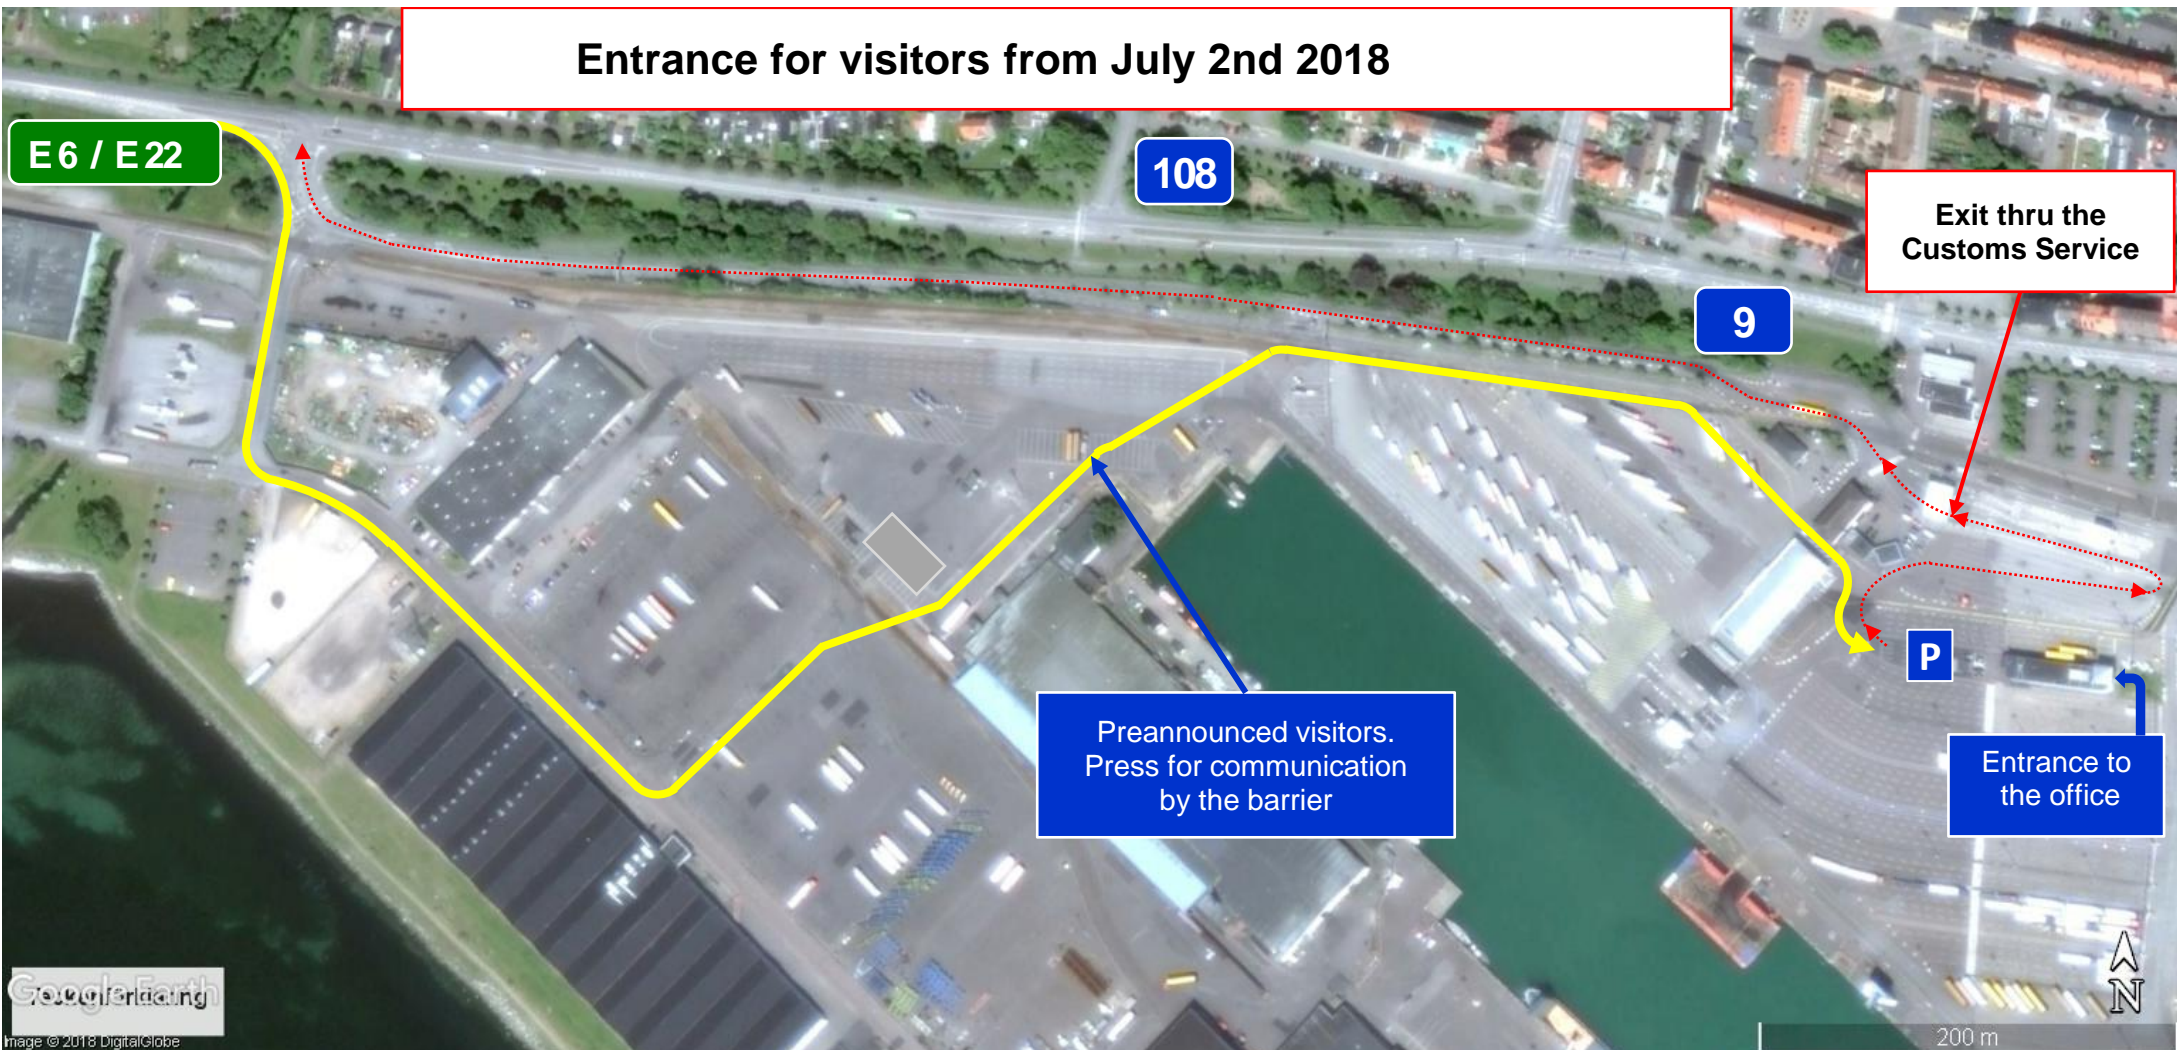 Entrance for visitors from July 2nd 2018
E6 / E22
108
Exit thru the
Customs Service
9
P
Preannounced visitors.
Press for communication
by the barrier
Entrance to
the office
Google Earth
Teckenförklaring
N
Image © 2018 DigitalGlobe
200 m